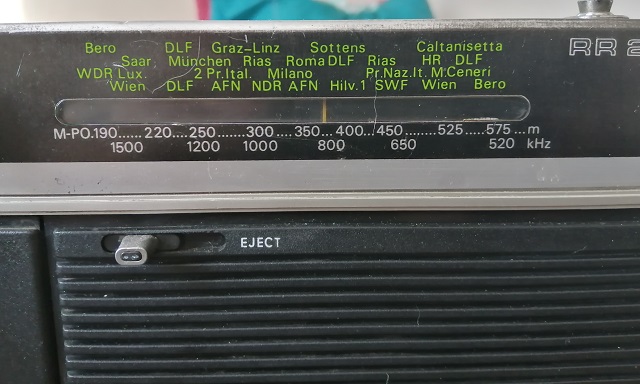 Bero DLF Graz-Linz Sottens Caltanisetta
RR 2
Saar München Rias Roma DLF Rias HR DLF
WDR Lux. 2 Pr.Ital. Milano Pr.Naz.It. M.Ceneri
Wien DLF AFN NDR AFN Hilv.1 SWF Wien Bero
M-PO.190......220....250......300....350...400...450......525....575...m
1500 1200 1000 800 650 520 kHz
EJECT